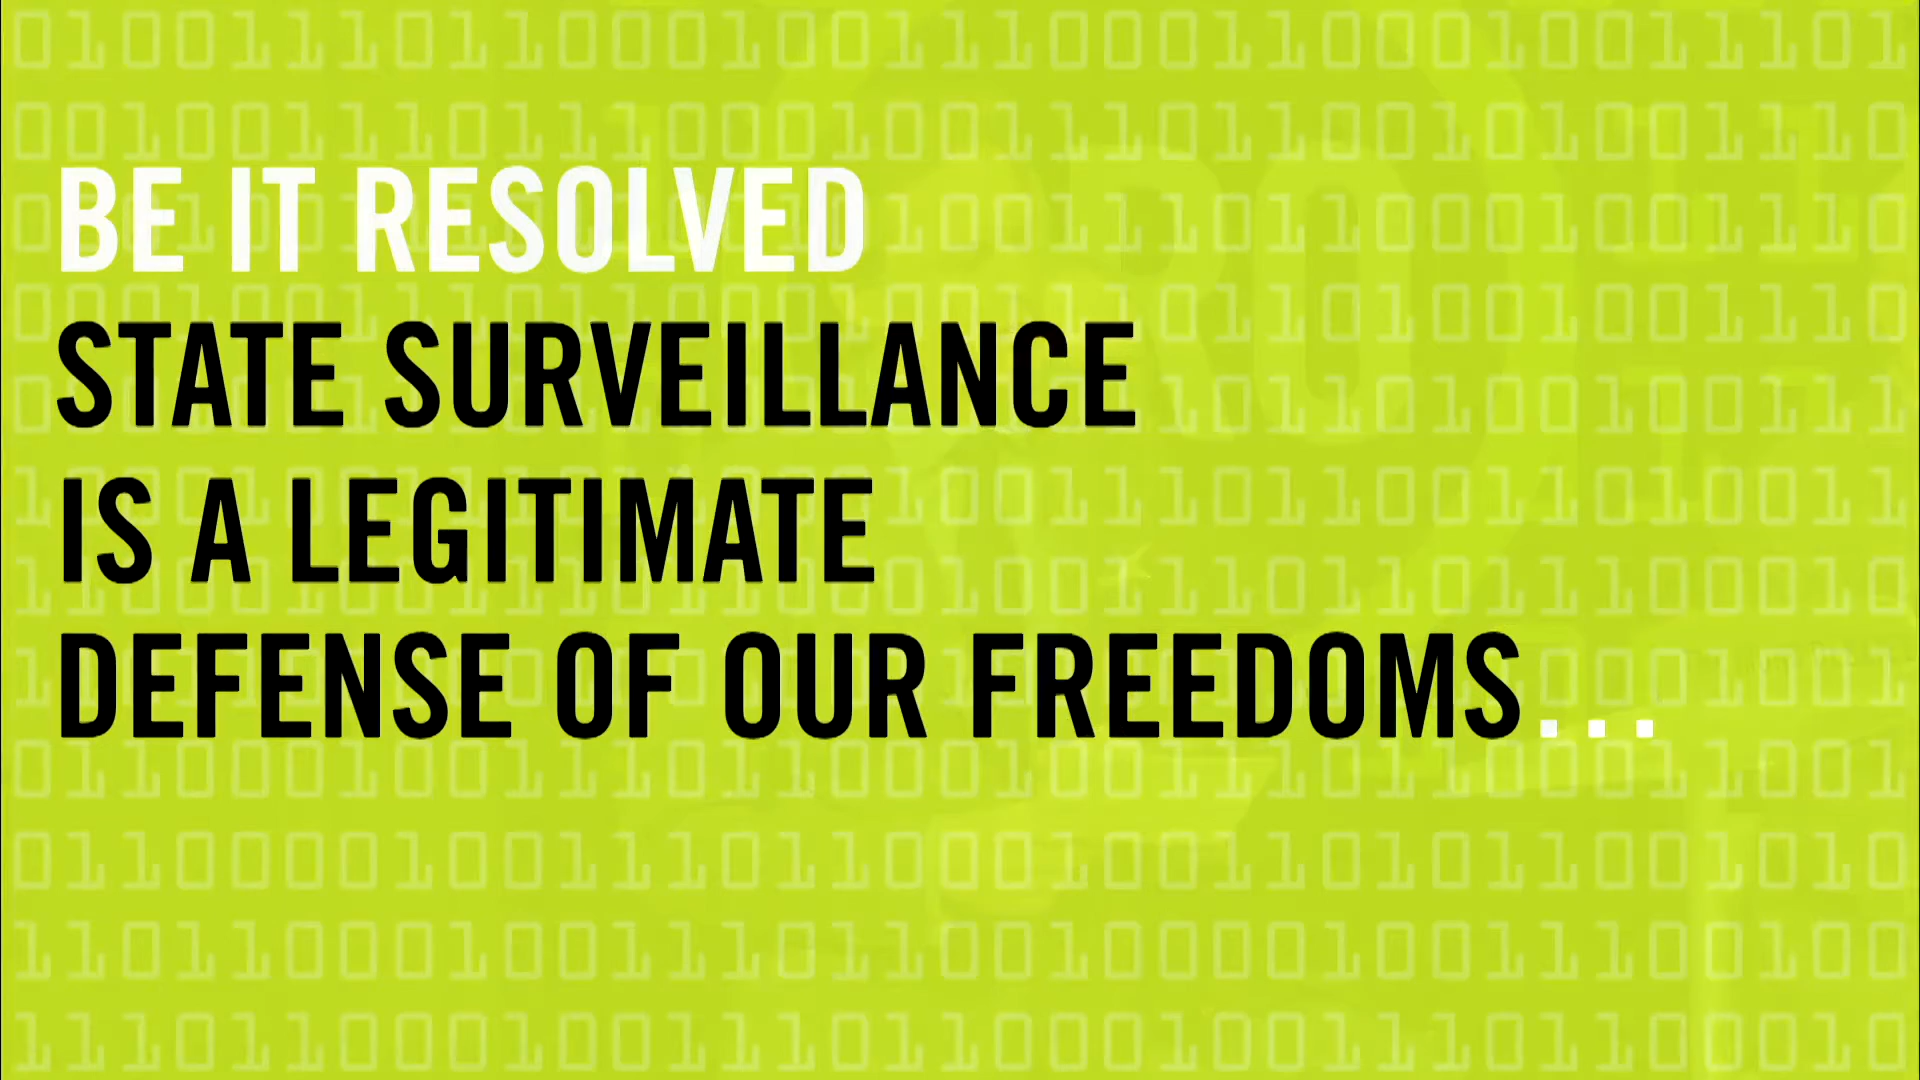 BE IT RESOLVED
STATE SURVEILLANCE
IS A LEGITIMATE
DEFENSE OF OUR FREEDOMS...